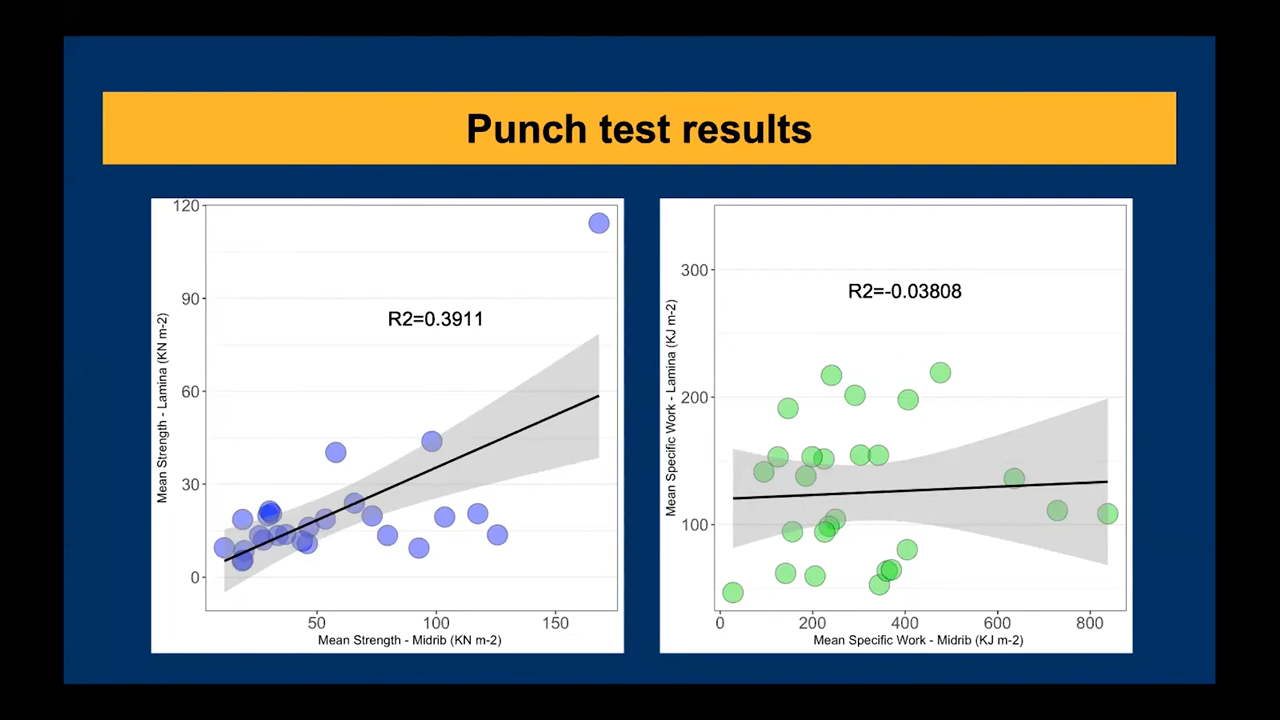 Punch test results
120
90
60
30
0
Mean Strength - Lamina (KN m-2)
R2=0.3911
50
100
150
Mean Strength - Midrib (KN m-2)
300
200
100
Mean Specific Work - Lamina (KJ m-2)
R2=-0.03808
0
200
400
600
800
Mean Specific Work - Midrib (KJ m-2)